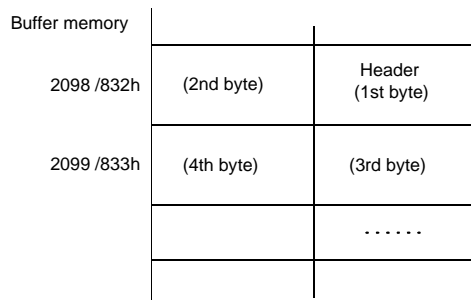 Buffer memory
2098 /832h
(2nd byte)
Header
(1st byte)
2099 /833h
(4th byte)
(3rd byte)
......